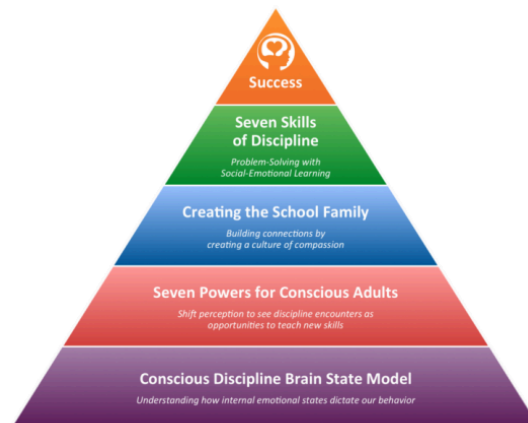 Success
Seven Skills
of Discipline
Problem-Solving with
Social-Emotional Learning
Creating the School Family
Building connections by
creating a culture of compassion
Seven Powers for Conscious Adults
Shift perception to see discipline encounters as
opportunities to teach new skills
Conscious Discipline Brain State Model
Understanding how internal emotional states dictate our behavior